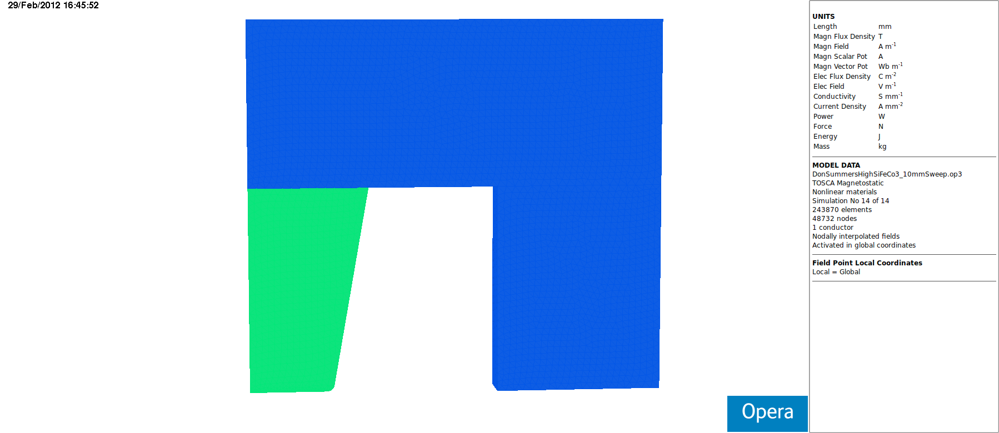 29/Feb/2012 16:45:52
UNITS
Length mm
Magn Flux Density T
Magn Field A m⁻¹
Magn Scalar Pot A
Magn Vector Pot Wb m⁻¹
Elec Flux Density C m⁻²
Elec Field V m⁻¹
Conductivity S mm⁻¹
Current Density A mm⁻²
Power W
Force N
Energy J
Mass kg
MODEL DATA
DonSummersHighSiFeCo3_10mmSweep.op3
TOSCA Magnetostatic
Nonlinear materials
Simulation No 14 of 14
243870 elements
48732 nodes
1 conductor
Nodally interpolated fields
Activated in global coordinates
Field Point Local Coordinates
Local = Global
Opera